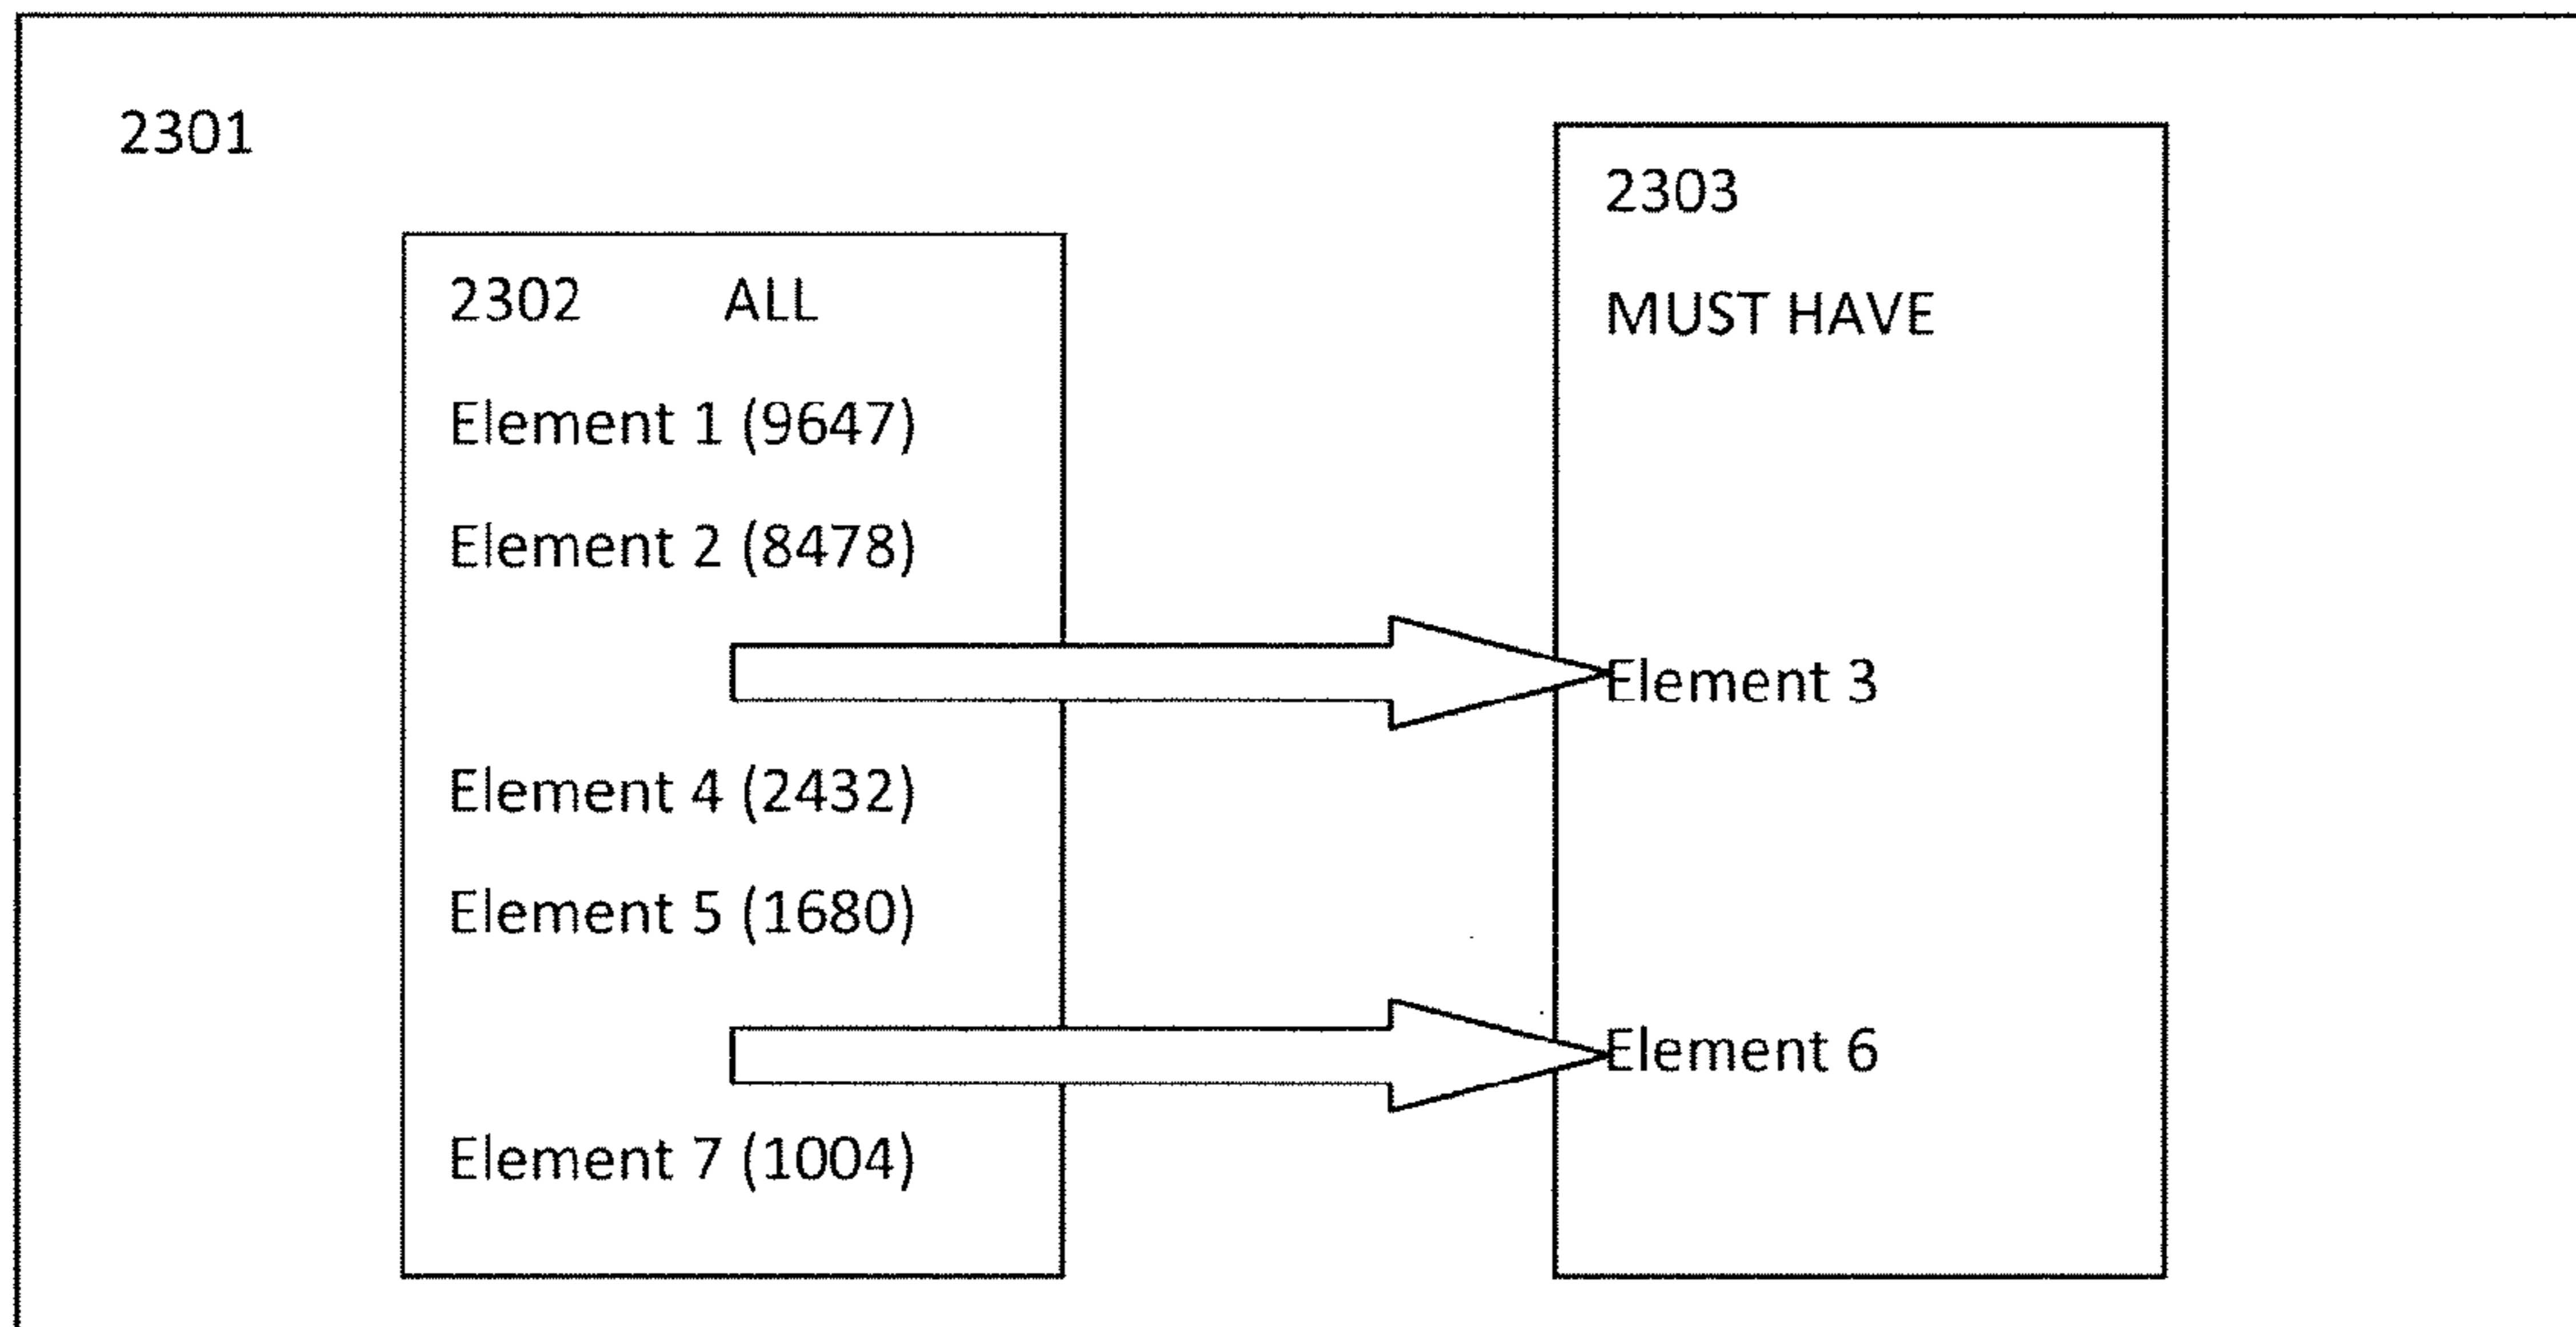 2301
2302 ALL
Element 1 (9647)
Element 2 (8478)
Element 4 (2432)
Element 5 (1680)
Element 7 (1004)
2303
MUST HAVE
Element 3
Element 6